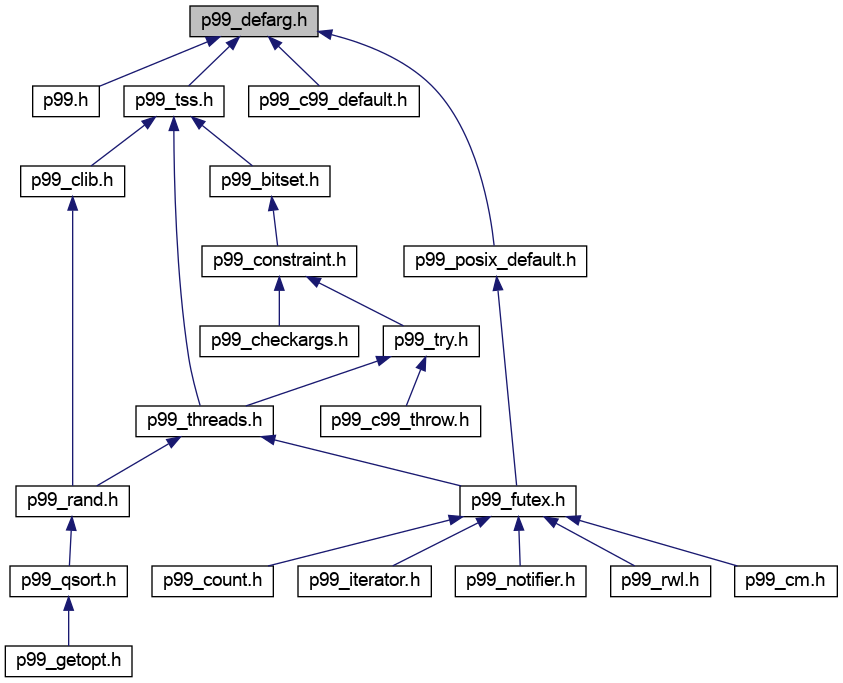 p99_defarg.h
p99.h
p99_tss.h
p99_c99_default.h
p99_clib.h
p99_bitset.h
p99_constraint.h
p99_posix_default.h
p99_checkargs.h
p99_try.h
p99_threads.h
p99_c99_throw.h
p99_rand.h
p99_futex.h
p99_qsort.h
p99_count.h
p99_iterator.h
p99_notifier.h
p99_rwl.h
p99_cm.h
p99_getopt.h